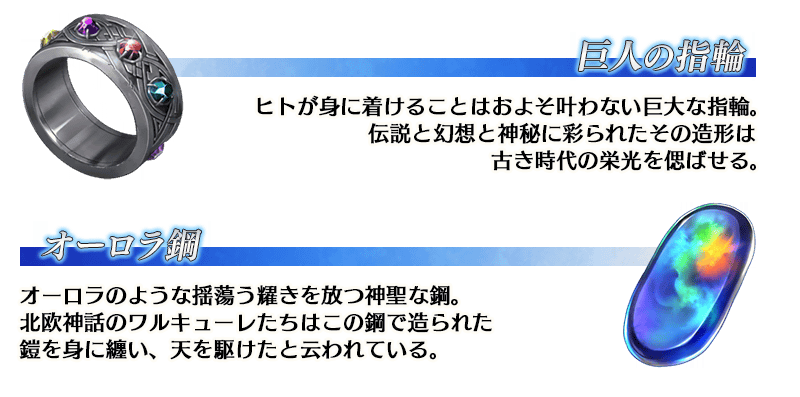 巨人の指輪
ヒトが身に着けることはおよそ叶わない巨大な指輪。
伝説と幻想と神秘に彩られたその造形は
古き時代の栄光を偲ばせる。
オーロラ鋼
オーロラのような揺蕩う耀きを放つ神聖な鋼。
北欧神話のワルキューレたちはこの鋼で造られた
鎧を身に纏い、天を駆けたと云われている。